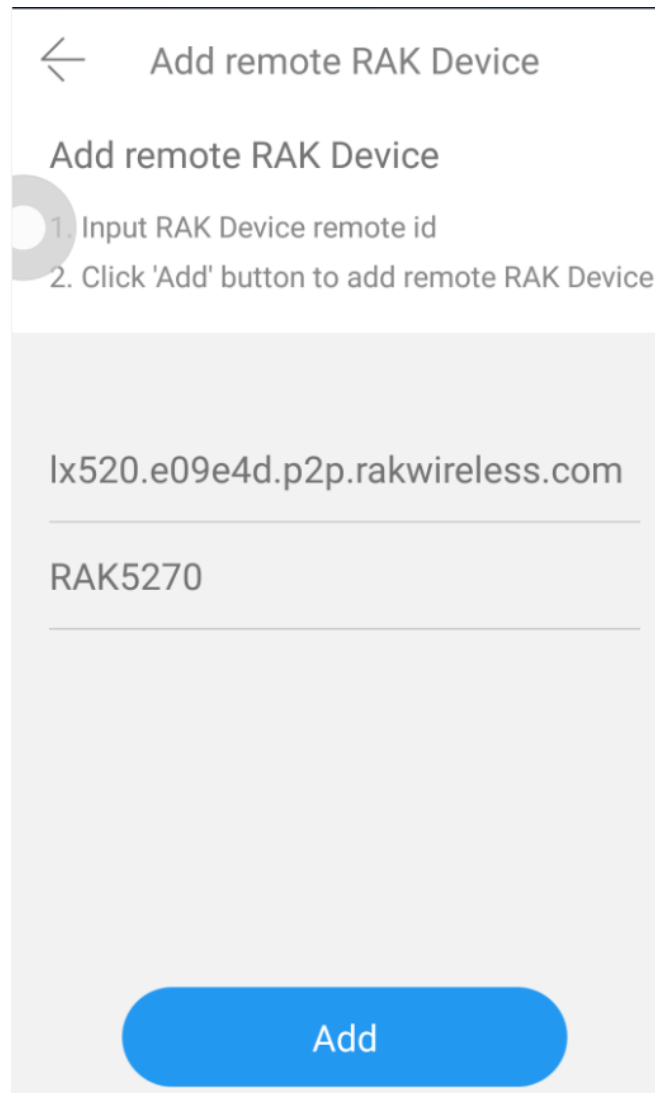 Add remote RAK Device
Add remote RAK Device
1. Input RAK Device remote id
2. Click 'Add' button to add remote RAK Device
lx520.e09e4d.p2p.rakwireless.com
RAK5270
Add